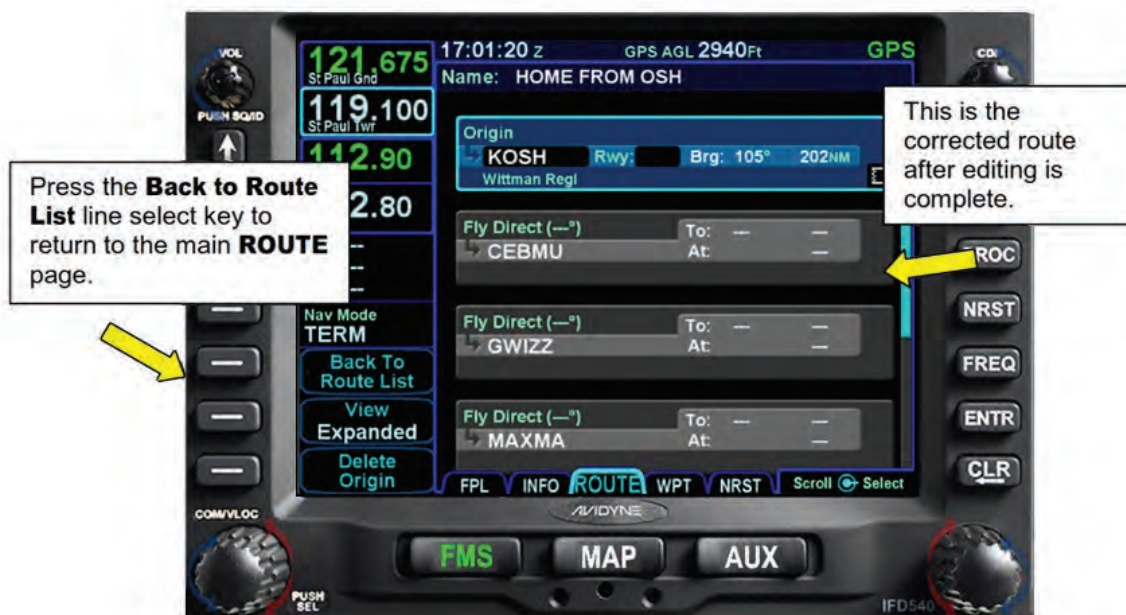 VOL
PUSH SQ/ID
121.675
St Paul Gnd
119.100
St Paul Twr
112.90
2.80
--
--
--
Nav Mode
TERM
Back To
Route List
View
Expanded
Delete
Origin
17:01:20 Z GPS AGL 2940Ft GPS
Name: HOME FROM OSH
Origin
KOSH Rwy: Brg: 105° 202NM
Wittman Regl
Fly Direct (---°) To: --- ---
CEBMU At: ---
Fly Direct (---°) To: --- ---
GWIZZ At: ---
Fly Direct (---°) To: --- ---
MAXMA At: ---
FPL INFO ROUTE WPT NRST Scroll Select
Press the Back to Route
List line select key to
return to the main ROUTE
page.
This is the
corrected route
after editing is
complete.
ROC
NRST
FREQ
ENTR
CLR
COM/VLOC
PUSH
SEL
AVIDYNE
FMS MAP AUX
IFD540